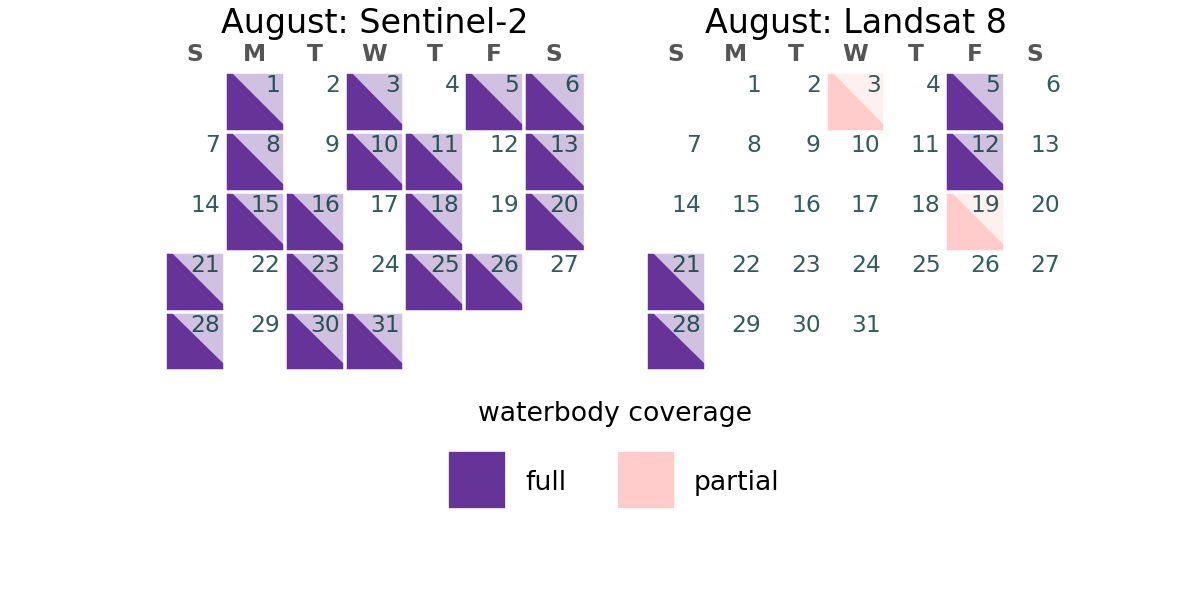 August: Sentinel-2
S M T W T F S
1 2 3 4 5 6
7 8 9 10 11 12 13
14 15 16 17 18 19 20
21 22 23 24 25 26 27
28 29 30 31
August: Landsat 8
S M T W T F S
1 2 3 4 5 6
7 8 9 10 11 12 13
14 15 16 17 18 19 20
21 22 23 24 25 26 27
28 29 30 31
waterbody coverage
full partial